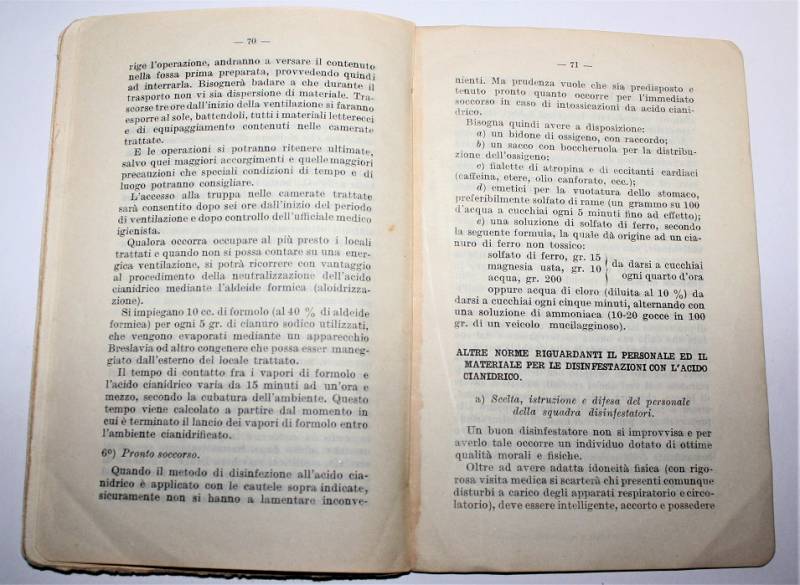 — 70 —
rige l'operazione, andranno a versare il contenuto
nella fossa prima preparata, provvedendo quindi
ad interrarla. Bisognerà badare a che durante il
trasporto non vi sia dispersione di materiale. Tra-
scorse tre ore dall'inizio della ventilazione si faranno
esporre al sole, battendoli, tutti i materiali letterecci
e di equipaggiamento contenuti nelle camerate
trattate.
E le operazioni si potranno ritenere ultimate,
salvo quei maggiori accorgimenti e quelle maggiori
precauzioni che speciali condizioni di tempo e di
luogo potranno consigliare.
L'accesso alla truppa nelle camerate trattate
sarà consentito dopo sei ore dall'inizio del periodo
di ventilazione e dopo controllo dell'ufficiale medico
igienista.
Qualora occorra occupare al più presto i locali
trattati e quando non si possa contare su una ener-
gica ventilazione, si potrà ricorrere con vantaggio
al procedimento della neutralizzazione dell'acido
cianidrico mediante l'aldeide formica (aloidrizza-
zione).
Si impiegano 10 cc. di formolo (al 40 % di aldeide
formica) per ogni 5 gr. di cianuro sodico utilizzati,
che vengono evaporati mediante un apparecchio
Breslavia od altro congenere che possa esser maneg-
giato dall'esterno del locale trattato.
Il tempo di contatto fra i vapori di formolo e
l'acido cianidrico varia da 15 minuti ad un'ora e
mezzo, secondo la cubatura dell'ambiente. Questo
tempo viene calcolato a partire dal momento in
cui è terminato il lancio dei vapori di formolo entro
l'ambiente cianidrificato.
6º) Pronto soccorso.
Quando il metodo di disinfezione all'acido cia-
nidrico è applicato con le cautele sopra indicate,
sicuramente non si hanno a lamentare inconve-
— 71 —
nienti. Ma prudenza vuole che sia predisposto e
tenuto pronto quanto occorre per l'immediato
soccorso in caso di intossicazioni da acido ciani-
drico.
Bisogna quindi avere a disposizione:
a) un bidone di ossigeno, con raccordo;
b) un sacco con boccheruola per la distribu-
zione dell'ossigeno;
c) fialette di atropina e di eccitanti cardiaci
(caffeina, etere, olio canforato, ecc.);
d) emetici per la vuotatura dello stomaco,
preferibilmente solfato di rame (un grammo su 100
d'acqua a cucchiai ogni 5 minuti fino ad effetto);
e) una soluzione di solfato di ferro, secondo
la seguente formula, la quale dà origine ad un cia-
nuro di ferro non tossico:
solfato di ferro, gr. 15
magnesia usta, gr. 10 } da darsi a cucchiai
acqua, gr. 200 ogni quarto d'ora
oppure acqua di cloro (diluita al 10 %) da
darsi a cucchiai ogni cinque minuti, alternando con
una soluzione di ammoniaca (10-20 gocce in 100
gr. di un veicolo mucilagginoso).
ALTRE NORME RIGUARDANTI IL PERSONALE ED IL
MATERIALE PER LE DISINFESTAZIONI CON L'ACIDO
CIANIDRICO.
a) Scelta, istruzione e difesa del personale
della squadra disinfestatori.
Un buon disinfestatore non si improvvisa e per
averlo tale occorre un individuo dotato di ottime
qualità morali e fisiche.
Oltre ad avere adatta idoneità fisica (con rigo-
rosa visita medica si scarterà chi presenti comunque
disturbi a carico degli apparati respiratorio e circo-
latorio), deve essere intelligente, accorto e possedere